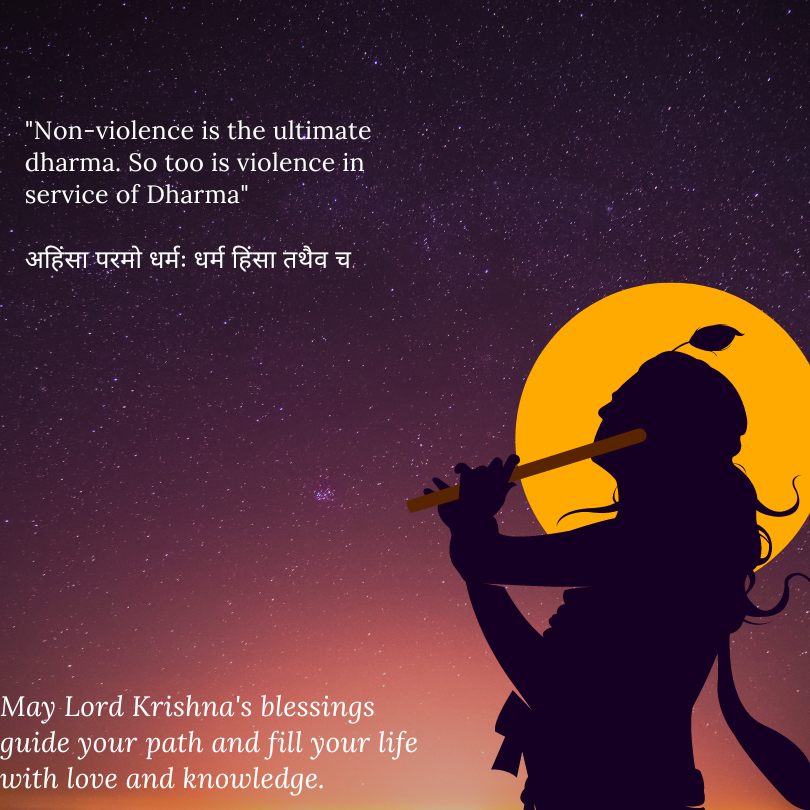 "Non-violence is the ultimate
dharma. So too is violence in
service of Dharma"
अहिंसा परमो धर्मः धर्म हिंसा तथैव च
May Lord Krishna's blessings
guide your path and fill your life
with love and knowledge.